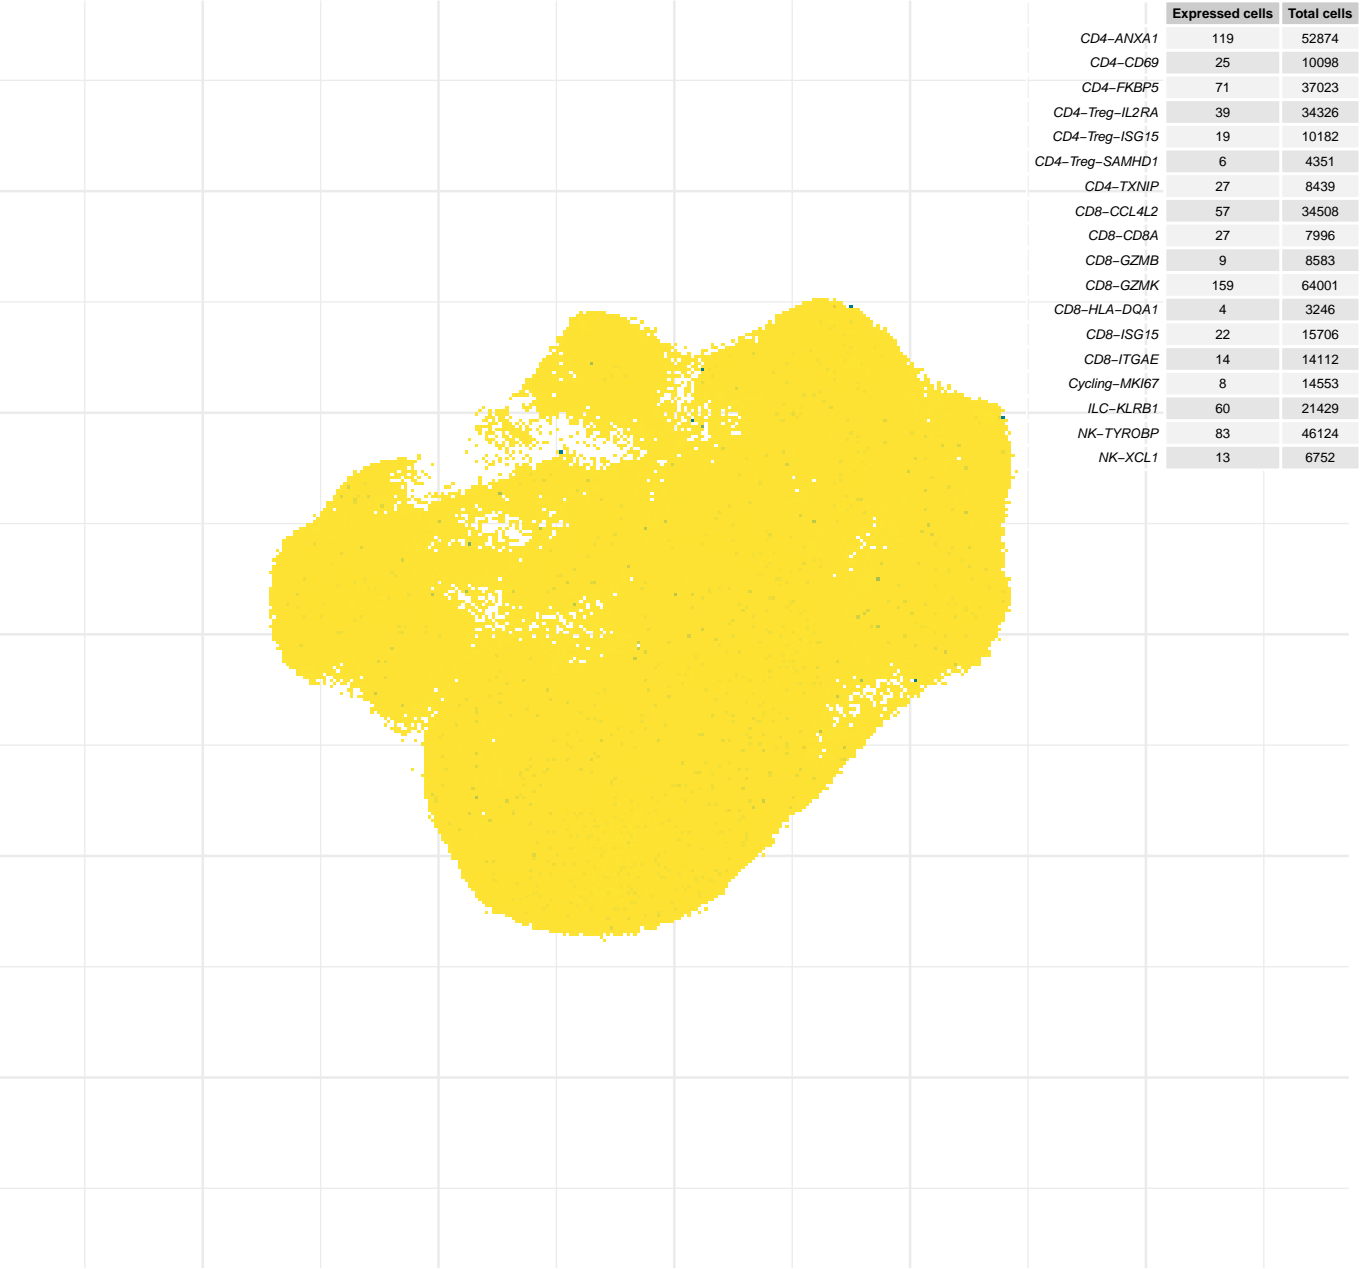 Expressed cells Total cells
CD4−ANXA1 119 52874
CD4−CD69 25 10098
CD4−FKBP5 71 37023
CD4−Treg−IL2RA 39 34326
CD4−Treg−ISG15 19 10182
CD4−Treg−SAMHD1 6 4351
CD4−TXNIP 27 8439
CD8−CCL4L2 57 34508
CD8−CD8A 27 7996
CD8−GZMB 9 8583
CD8−GZMK 159 64001
CD8−HLA−DQA1 4 3246
CD8−ISG15 22 15706
CD8−ITGAE 14 14112
Cycling−MKI67 8 14553
ILC−KLRB1 60 21429
NK−TYROBP 83 46124
NK−XCL1 13 6752